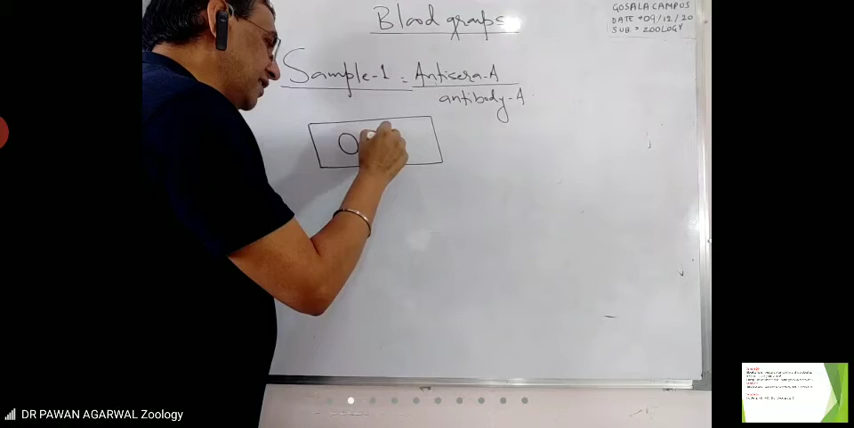 Blood groups
GOSALA CAMPUS
DATE * 09/12/20
SUB. * ZOOLOGY
Sample-1 = Antisera-A
antibody-A
DR PAWAN AGARWAL Zoology